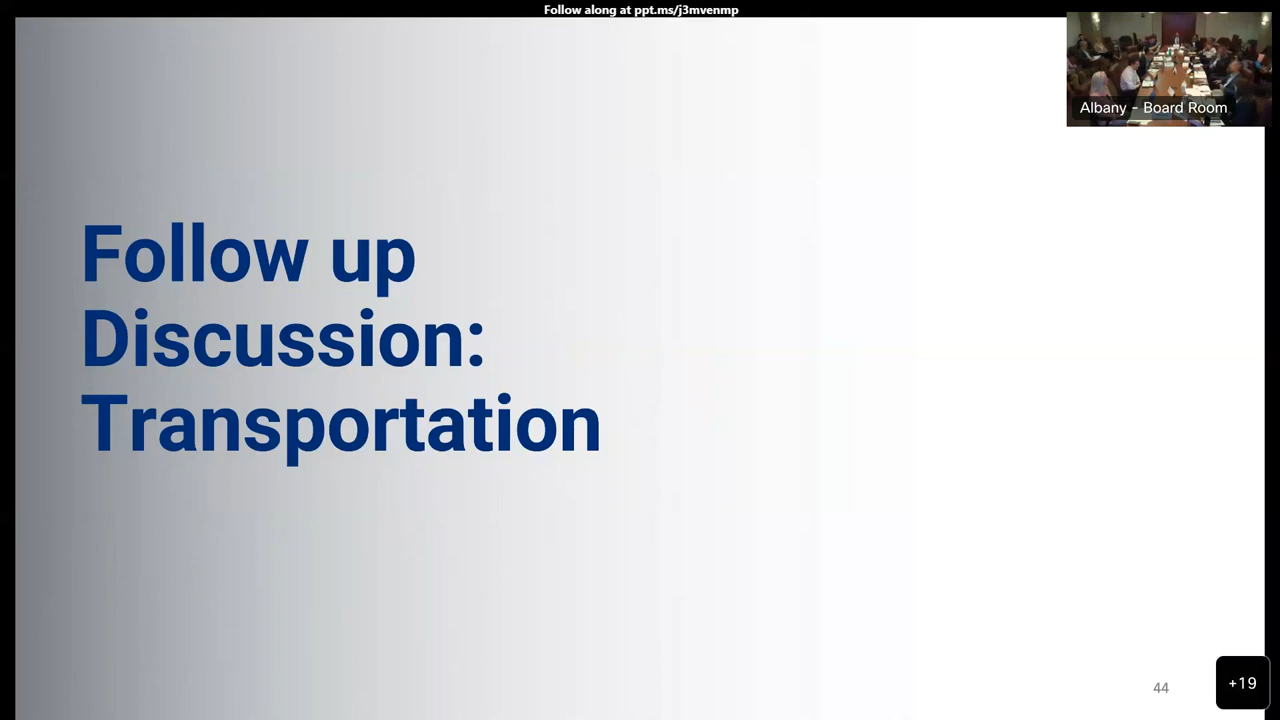 Follow along at ppt.ms/j3mvenmp
Albany - Board Room
Follow up
Discussion:
Transportation
44
+19